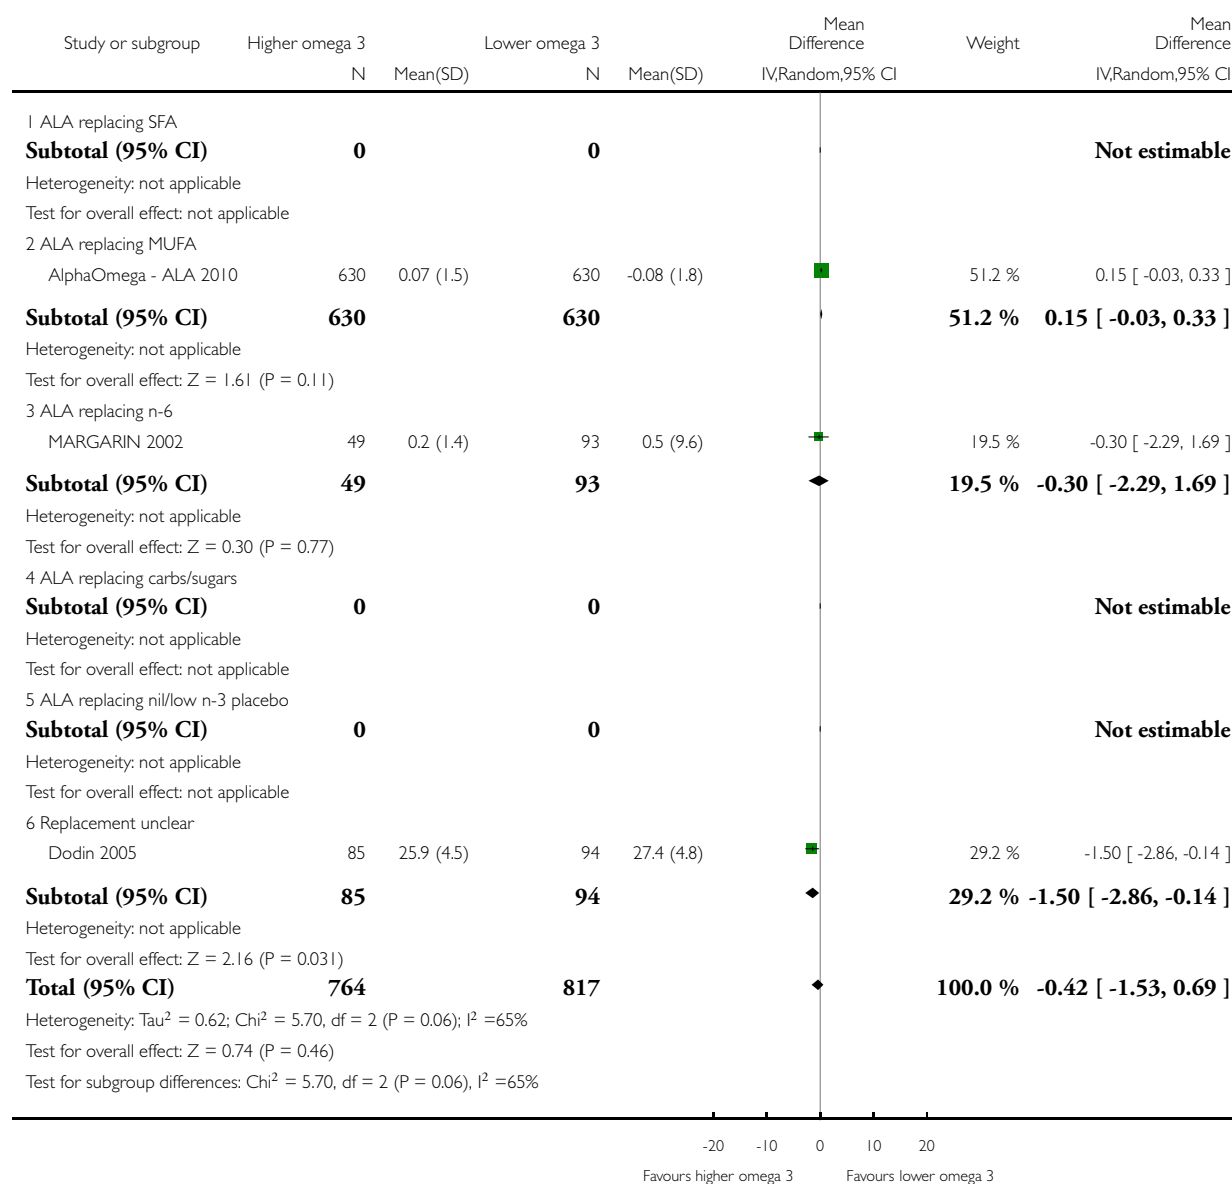 Mean Mean
Study or subgroup Higher omega 3 Lower omega 3 Difference Weight Difference
N Mean(SD) N Mean(SD) IV,Random,95% CI IV,Random,95% CI
1 ALA replacing SFA
Subtotal (95% CI) 0 0 Not estimable
Heterogeneity: not applicable
Test for overall effect: not applicable
2 ALA replacing MUFA
AlphaOmega - ALA 2010 630 0.07 (1.5) 630 -0.08 (1.8) 51.2 % 0.15 [ -0.03, 0.33 ]
Subtotal (95% CI) 630 630 51.2 % 0.15 [ -0.03, 0.33 ]
Heterogeneity: not applicable
Test for overall effect: Z = 1.61 (P = 0.11)
3 ALA replacing n-6
MARGARIN 2002 49 0.2 (1.4) 93 0.5 (9.6) 19.5 % -0.30 [ -2.29, 1.69 ]
Subtotal (95% CI) 49 93 19.5 % -0.30 [ -2.29, 1.69 ]
Heterogeneity: not applicable
Test for overall effect: Z = 0.30 (P = 0.77)
4 ALA replacing carbs/sugars
Subtotal (95% CI) 0 0 Not estimable
Heterogeneity: not applicable
Test for overall effect: not applicable
5 ALA replacing nil/low n-3 placebo
Subtotal (95% CI) 0 0 Not estimable
Heterogeneity: not applicable
Test for overall effect: not applicable
6 Replacement unclear
Dodin 2005 85 25.9 (4.5) 94 27.4 (4.8) 29.2 % -1.50 [ -2.86, -0.14 ]
Subtotal (95% CI) 85 94 29.2 % -1.50 [ -2.86, -0.14 ]
Heterogeneity: not applicable
Test for overall effect: Z = 2.16 (P = 0.031)
Total (95% CI) 764 817 100.0 % -0.42 [ -1.53, 0.69 ]
Heterogeneity: Tau² = 0.62; Chi² = 5.70, df = 2 (P = 0.06); I² =65%
Test for overall effect: Z = 0.74 (P = 0.46)
Test for subgroup differences: Chi² = 5.70, df = 2 (P = 0.06), I² =65%
-20 -10 0 10 20
Favours higher omega 3 Favours lower omega 3